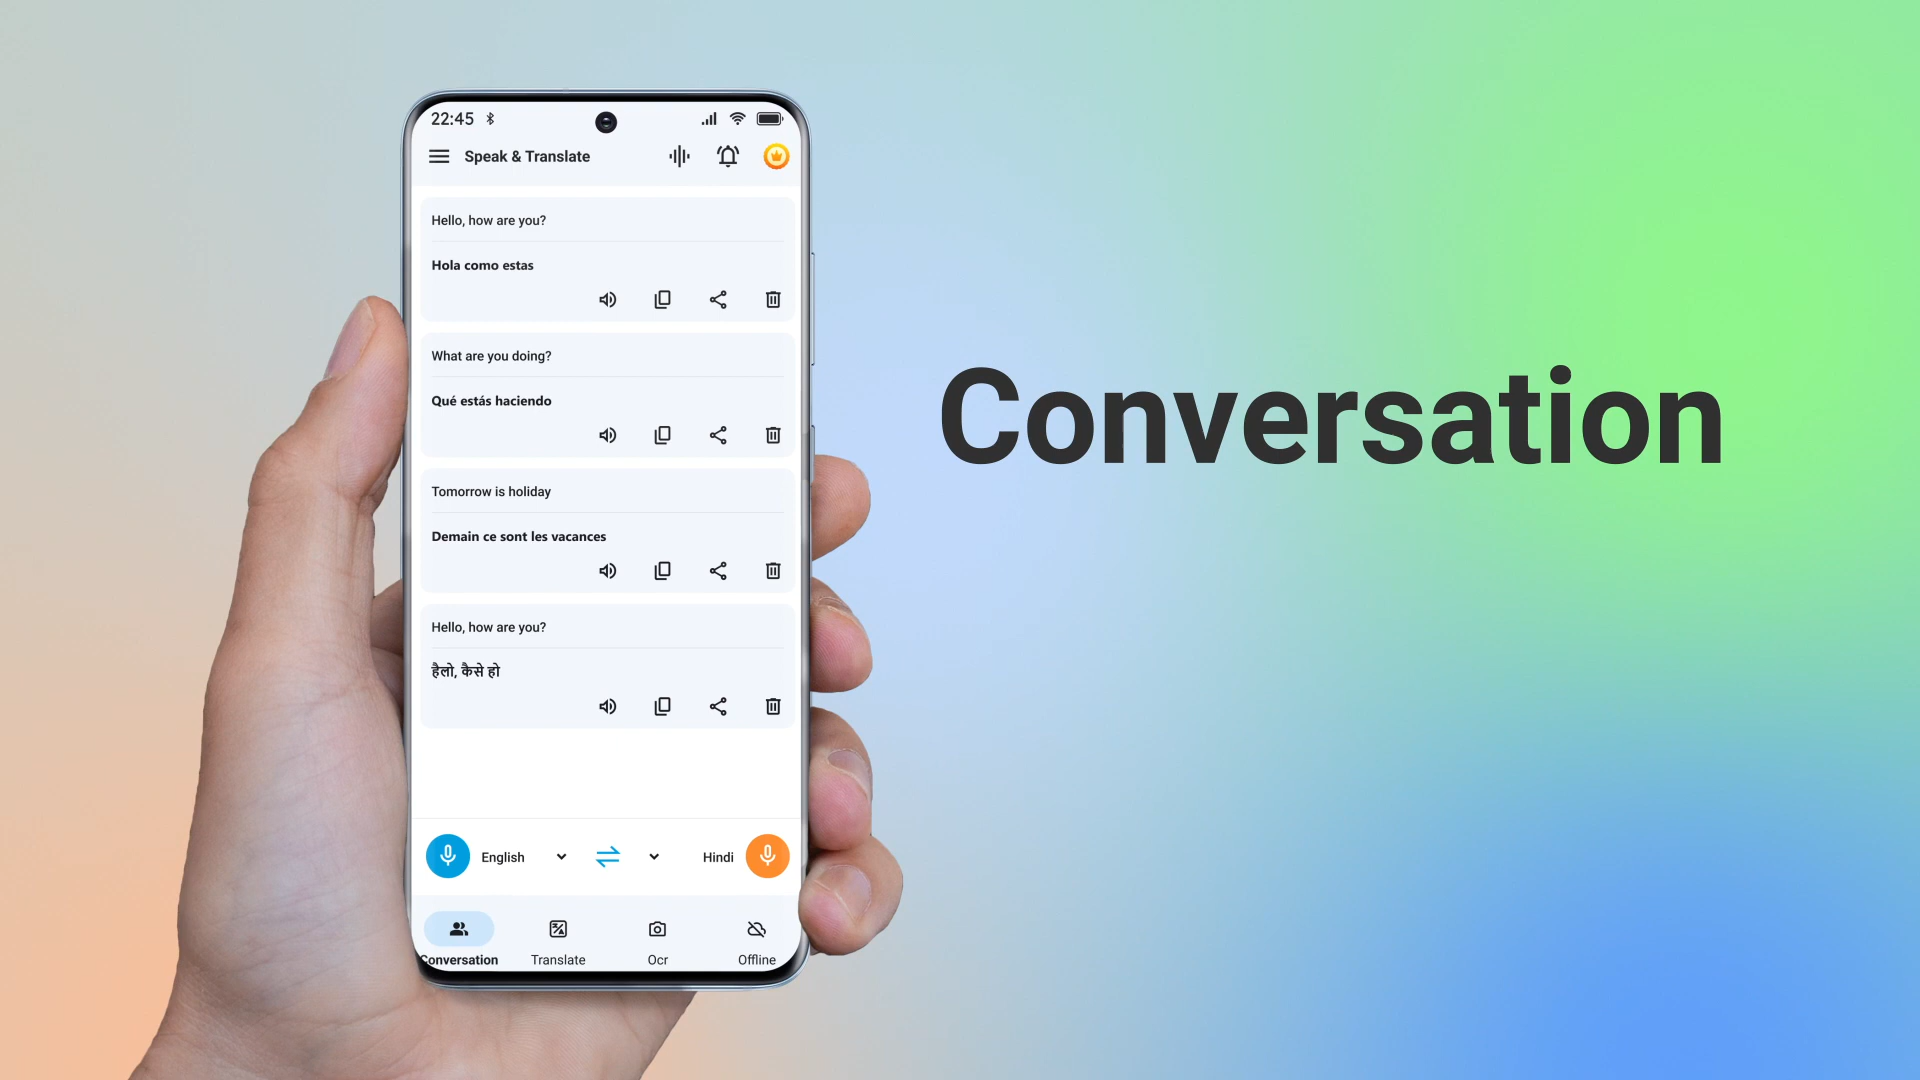 22:45
Speak & Translate
Hello, how are you?
Hola como estas
What are you doing?
Qué estás haciendo
Tomorrow is holiday
Demain ce sont les vacances
Hello, how are you?
हैलो, कैसे हो
English
Hindi
Conversation
Translate
Ocr
Offline
Conversation